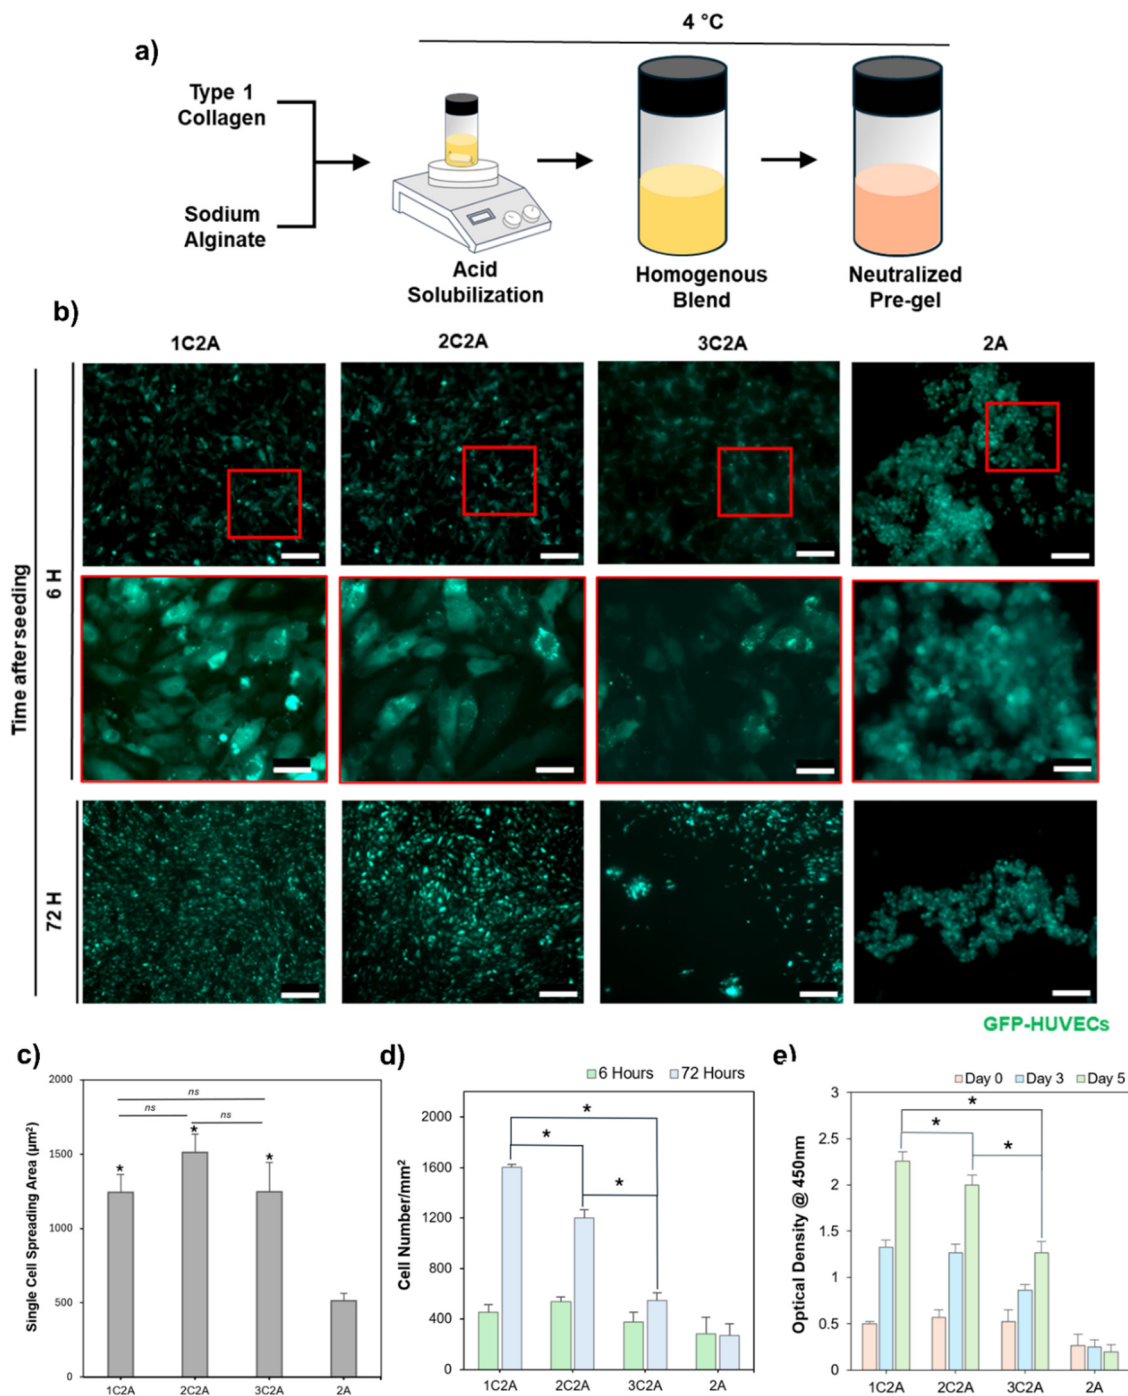 a)
4 °C
Type 1
Collagen
Sodium
Alginate
Acid
Solubilization
Homogenous
Blend
Neutralized
Pre-gel
b)
1C2A
2C2A
3C2A
2A
Time after seeding
6 H
72 H
GFP-HUVECs
c)
2000
1500
1000
500
0
Single Cell Spreading Area (µm²)
ns
ns
ns
*
*
*
1C2A
2C2A
3C2A
2A
d)
6 Hours
72 Hours
2000
1600
1200
800
400
0
Cell Number/mm²
*
*
*
1C2A
2C2A
3C2A
2A
e)
Day 0
Day 3
Day 5
3
2.5
2
1.5
1
0.5
0
Optical Density @ 450nm
*
*
*
1C2A
2C2A
3C2A
2A